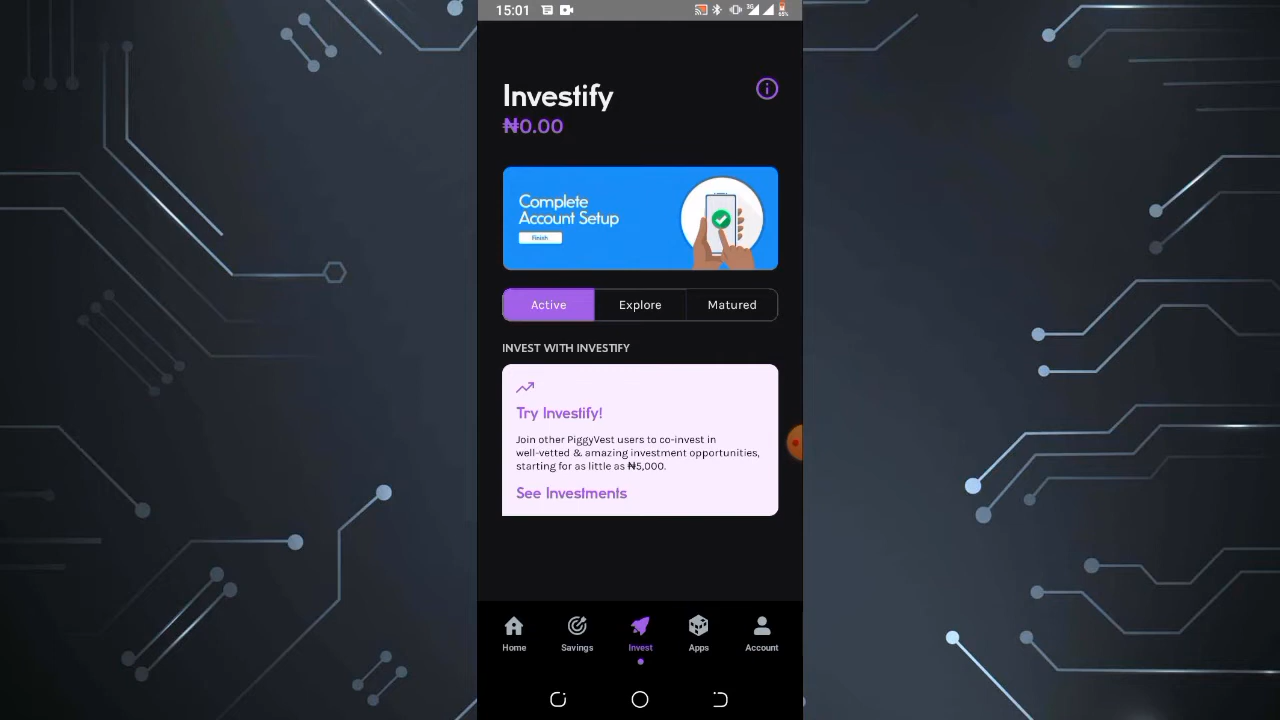 15:01
3G
65%
Investify
₦0.00
Complete
Account Setup
Finish
Active Explore Matured
INVEST WITH INVESTIFY
Try Investify!
Join other PiggyVest users to co-invest in
well-vetted & amazing investment opportunities,
starting for as little as ₦5,000.
See Investments
Home Savings Invest Apps Account